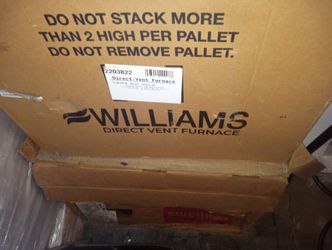 DO NOT STACK MORE
THAN 2 HIGH PER PALLET
DO NOT REMOVE PALLET.
2203822
Direct-Vent Furnace
WILLIAMS
DIRECT VENT FURNACE